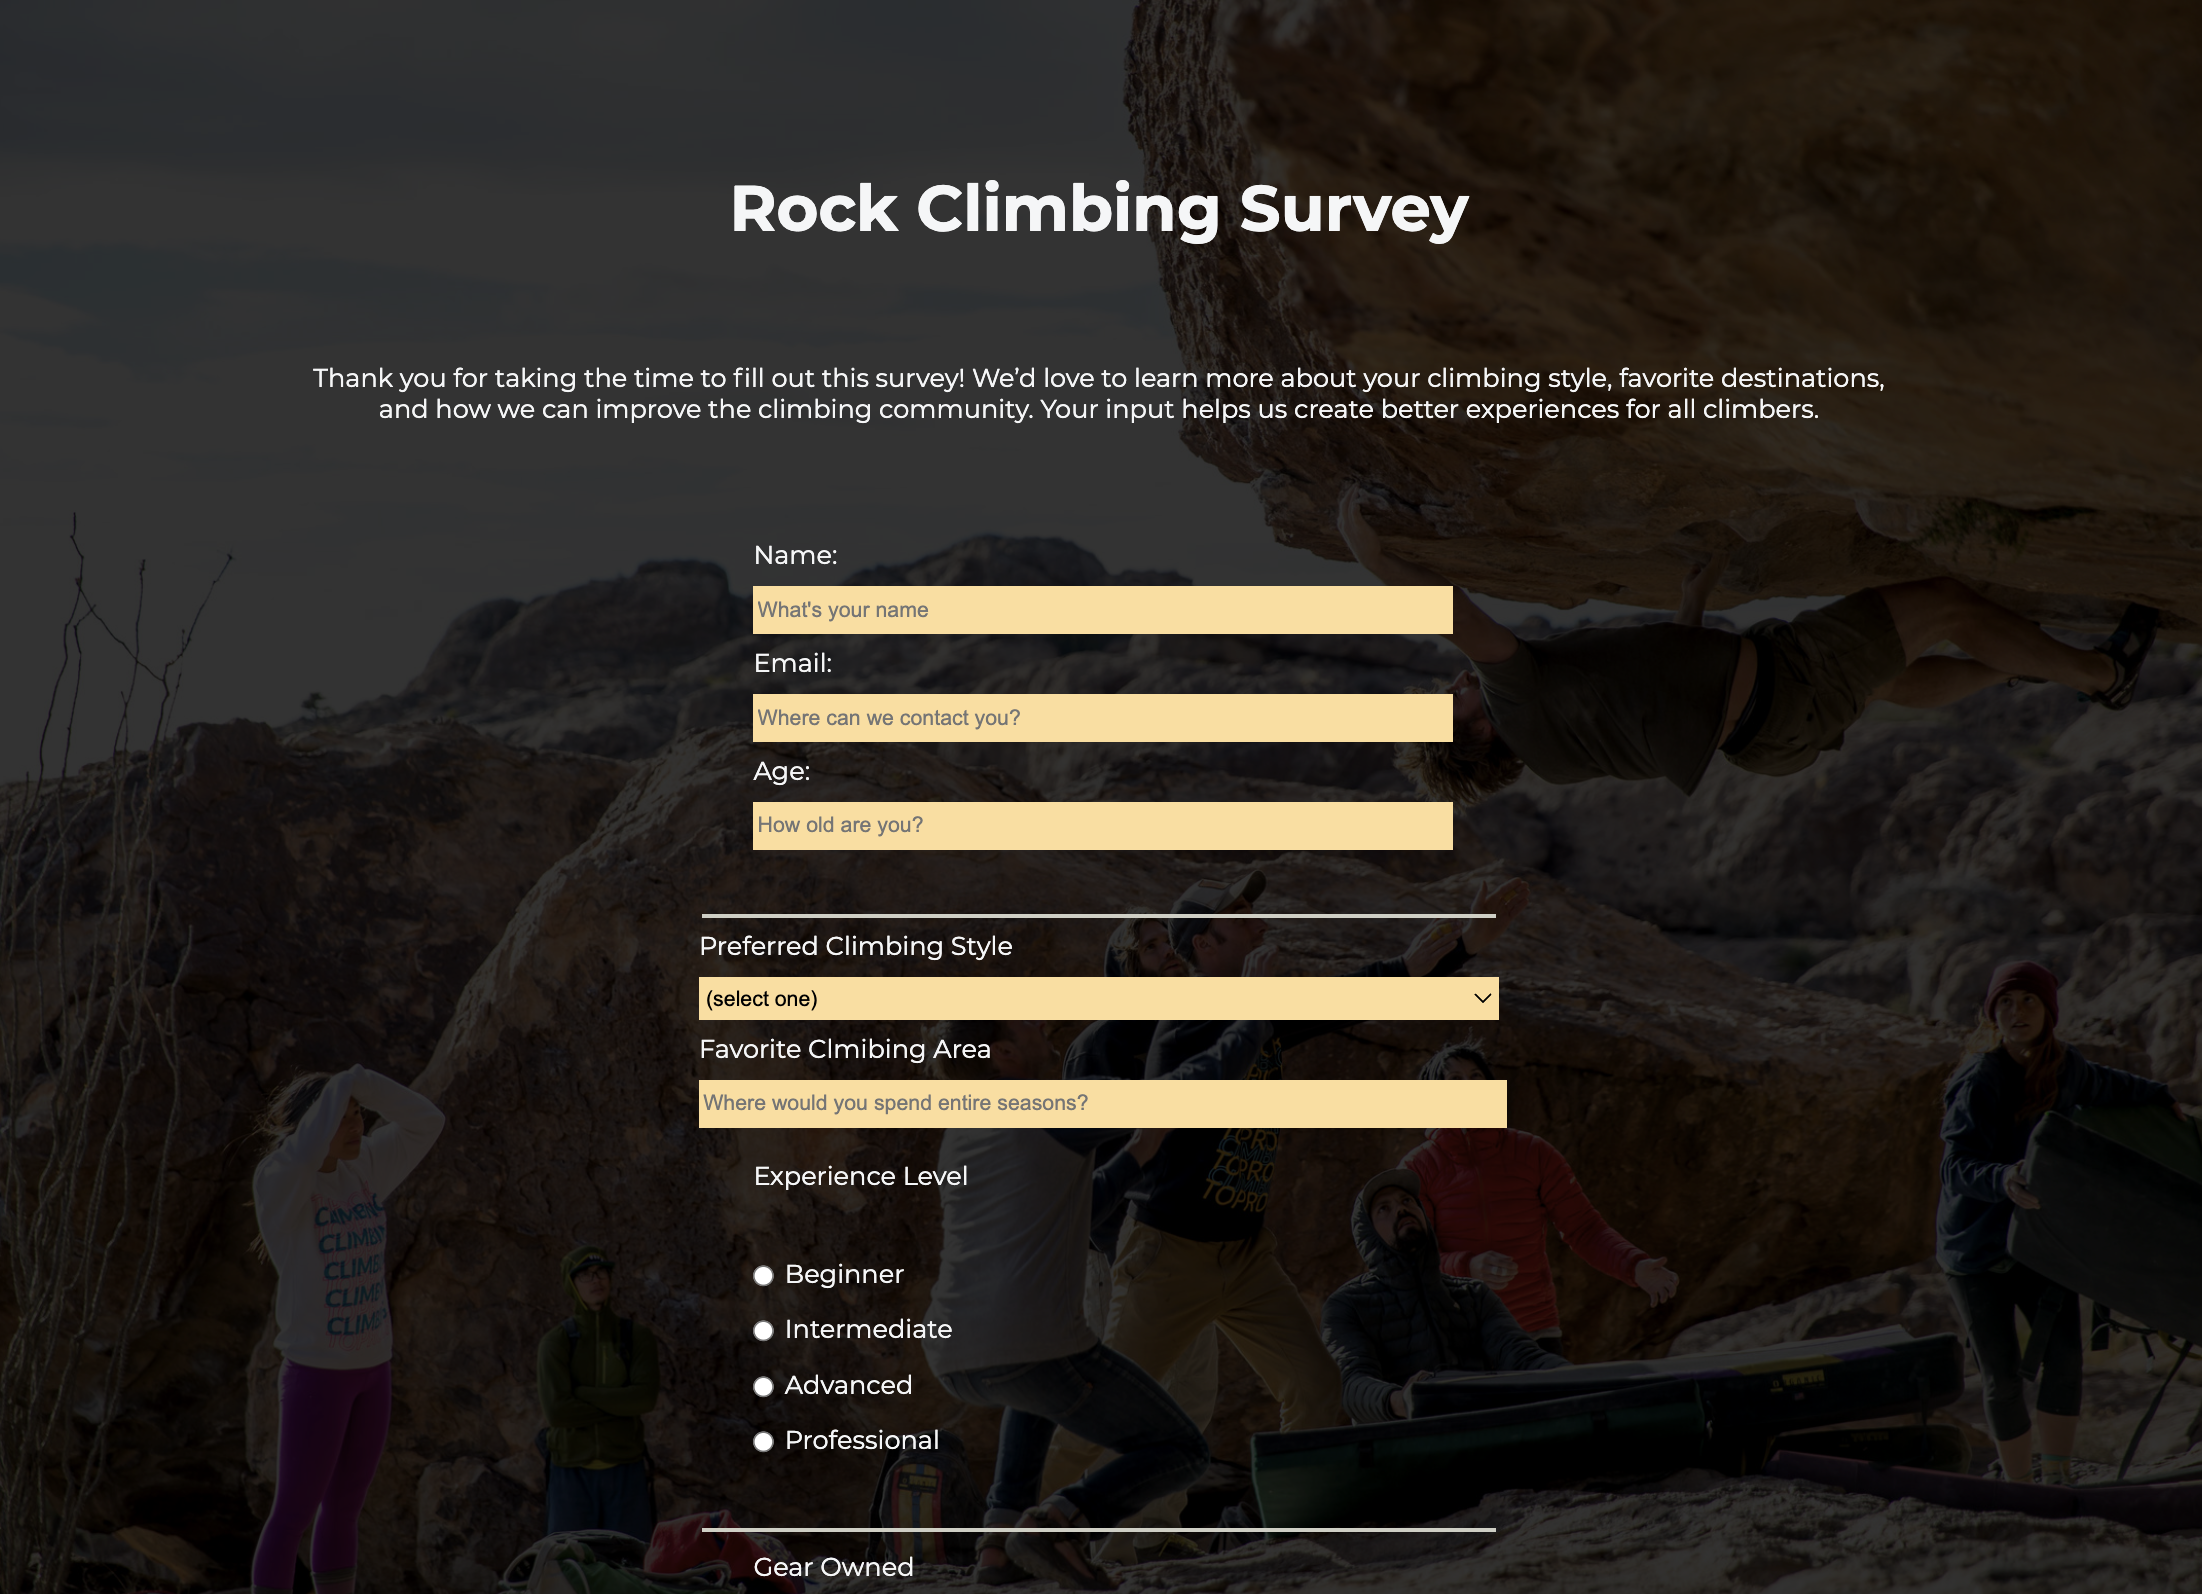 Rock Climbing Survey
Thank you for taking the time to fill out this survey! We’d love to learn more about your climbing style, favorite destinations,
and how we can improve the climbing community. Your input helps us create better experiences for all climbers.
Name:
What's your name
Email:
Where can we contact you?
Age:
How old are you?
Preferred Climbing Style
(select one)
Favorite Clmibing Area
Where would you spend entire seasons?
Experience Level
Beginner
Intermediate
Advanced
Professional
Gear Owned